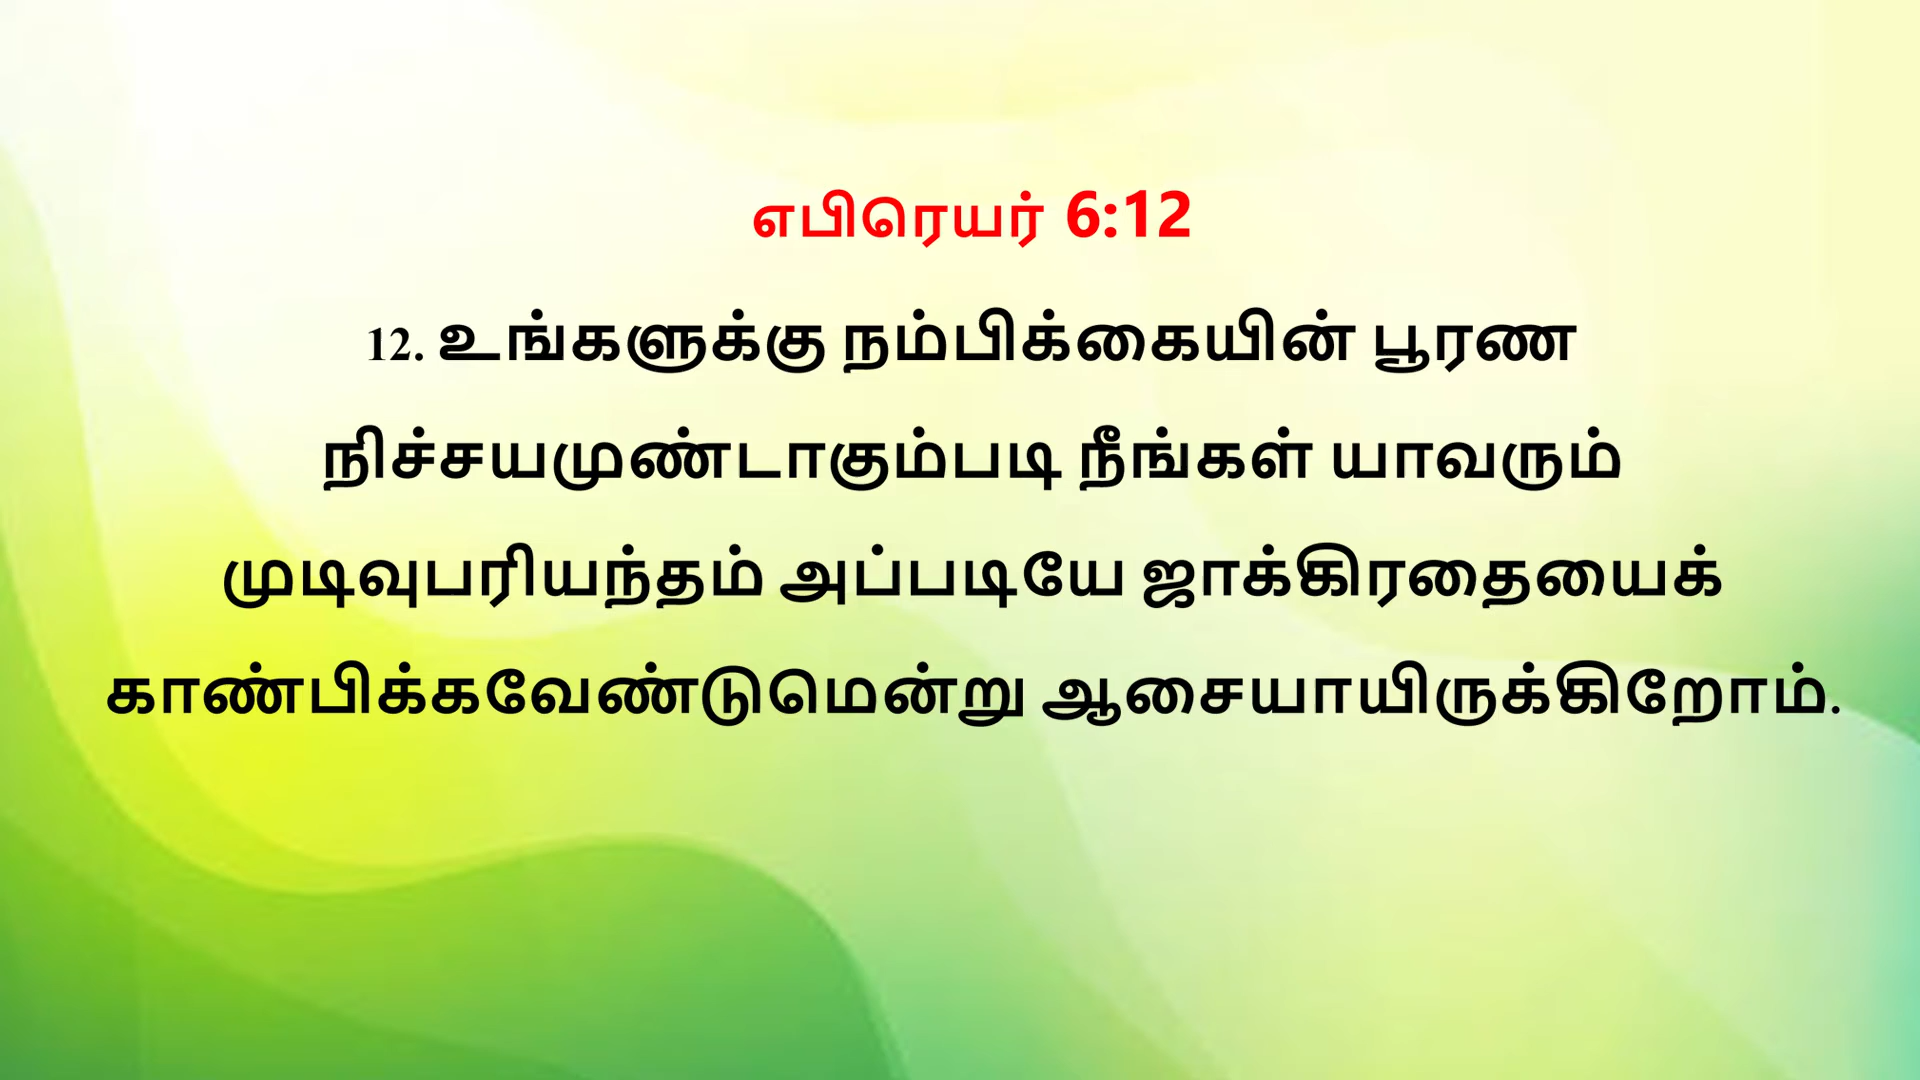 எபிரெயர் 6:12
12. உங்களுக்கு நம்பிக்கையின் பூரண
நிச்சயமுண்டாகும்படி நீங்கள் யாவரும்
முடிவுபரியந்தம் அப்படியே ஜாக்கிரதையைக்
காண்பிக்கவேண்டுமென்று ஆசையாயிருக்கிறோம்.